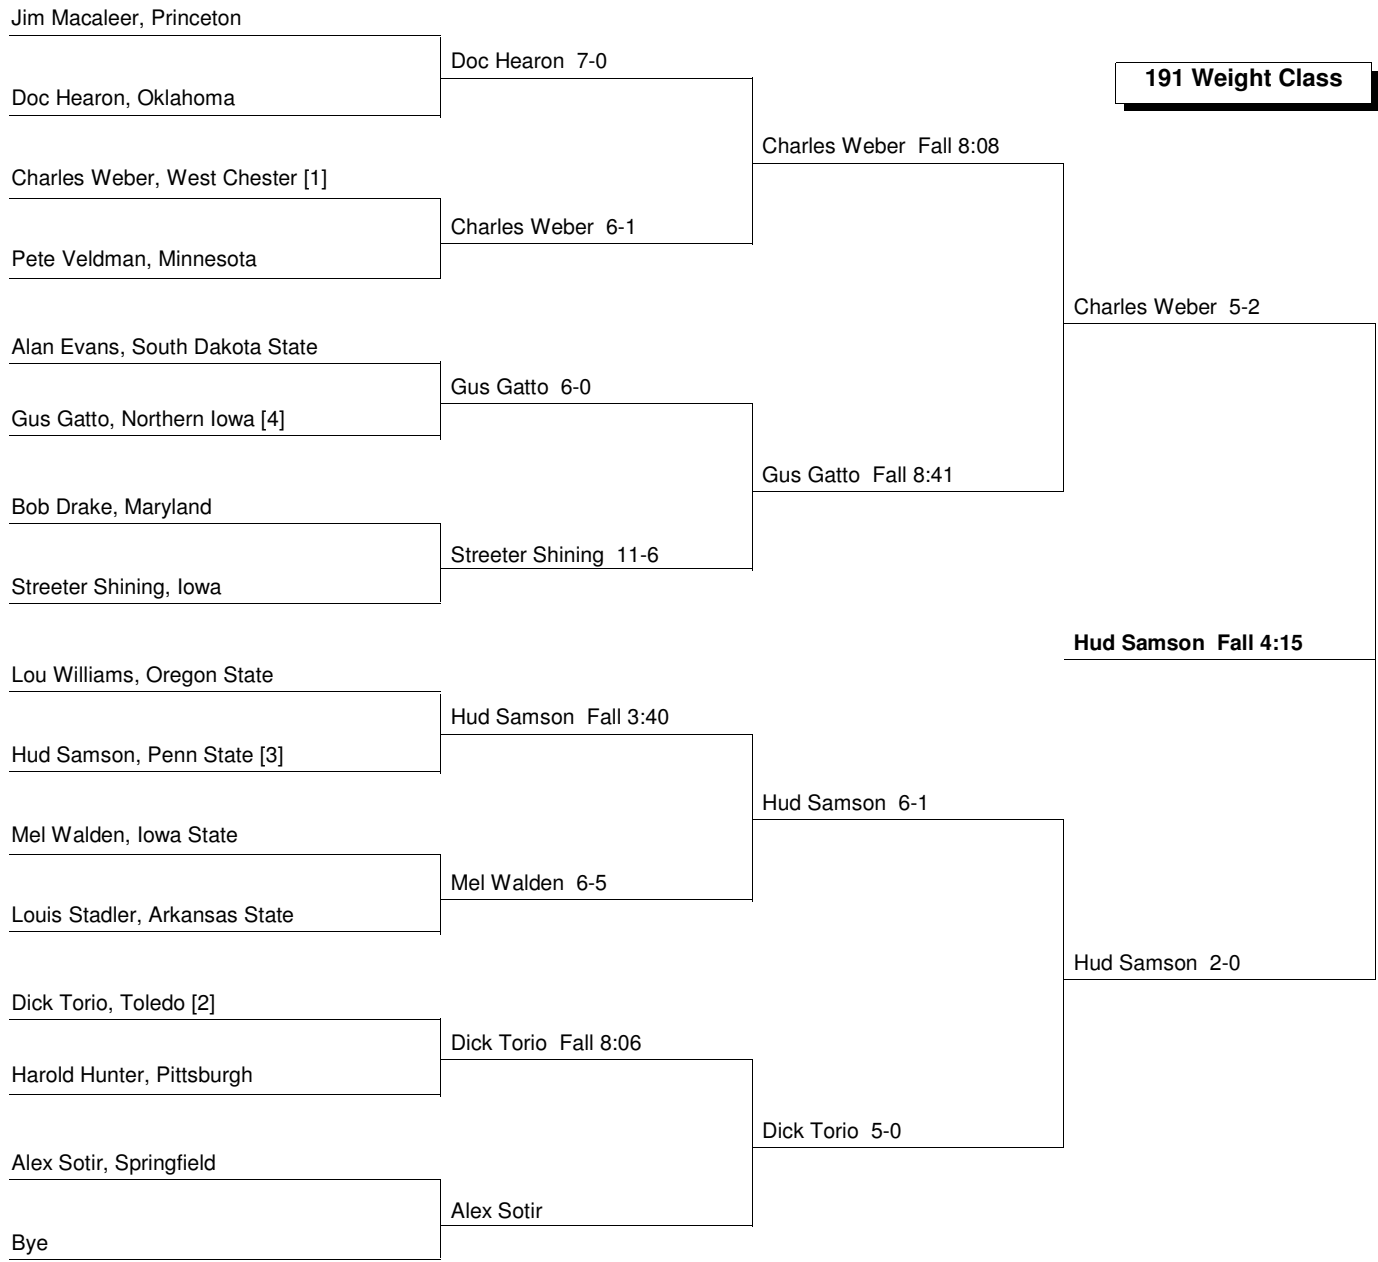 Jim Macaleer, Princeton
Doc Hearon 7-0
191 Weight Class
Doc Hearon, Oklahoma
Charles Weber Fall 8:08
Charles Weber, West Chester [1]
Charles Weber 6-1
Pete Veldman, Minnesota
Charles Weber 5-2
Alan Evans, South Dakota State
Gus Gatto 6-0
Gus Gatto, Northern Iowa [4]
Gus Gatto Fall 8:41
Bob Drake, Maryland
Streeter Shining 11-6
Streeter Shining, Iowa
Hud Samson Fall 4:15
Lou Williams, Oregon State
Hud Samson Fall 3:40
Hud Samson, Penn State [3]
Hud Samson 6-1
Mel Walden, Iowa State
Mel Walden 6-5
Louis Stadler, Arkansas State
Hud Samson 2-0
Dick Torio, Toledo [2]
Dick Torio Fall 8:06
Harold Hunter, Pittsburgh
Dick Torio 5-0
Alex Sotir, Springfield
Alex Sotir
Bye